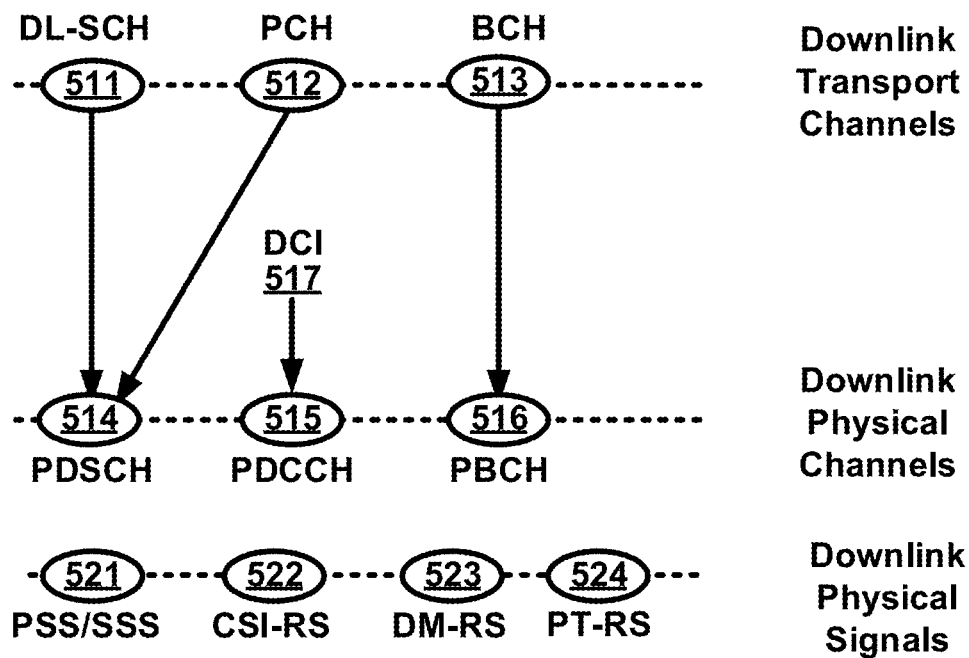 DL-SCH PCH BCH
511 512 513
Downlink
Transport
Channels
DCI
517
514 515 516
PDSCH PDCCH PBCH
Downlink
Physical
Channels
521 522 523 524
PSS/SSS CSI-RS DM-RS PT-RS
Downlink
Physical
Signals